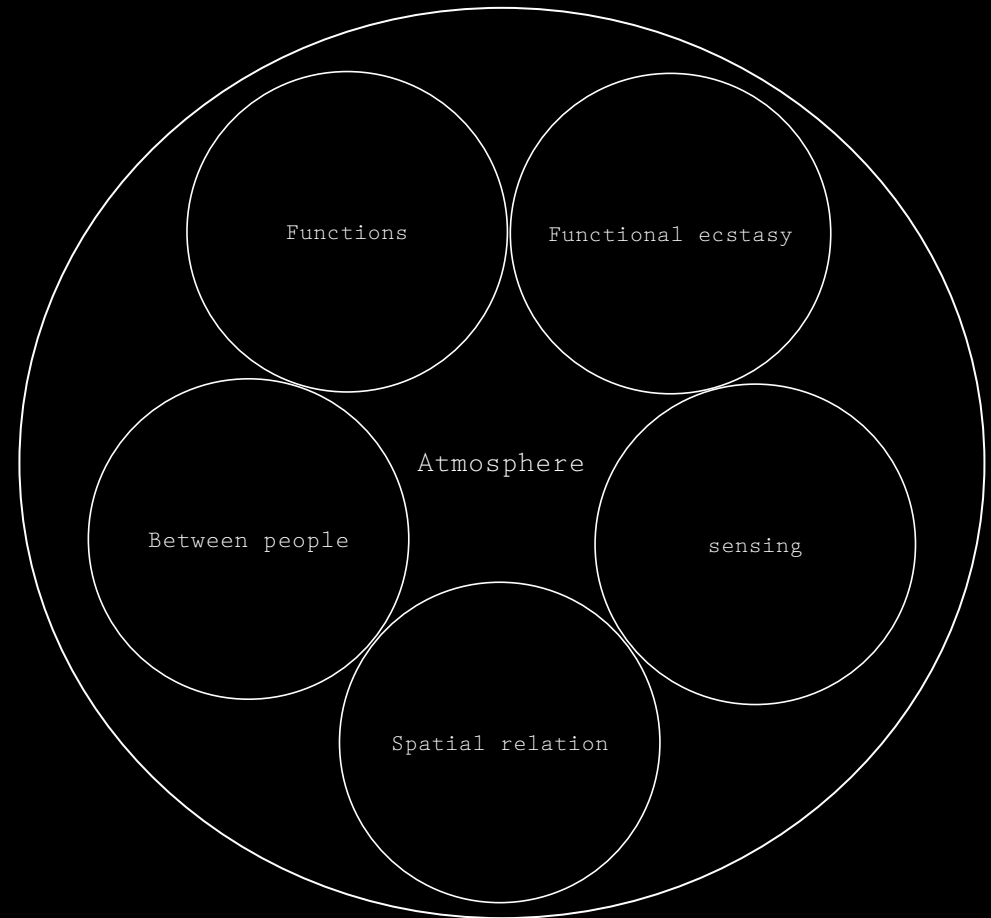 Functions
Functional ecstasy
Atmosphere
Between people
sensing
Spatial relation